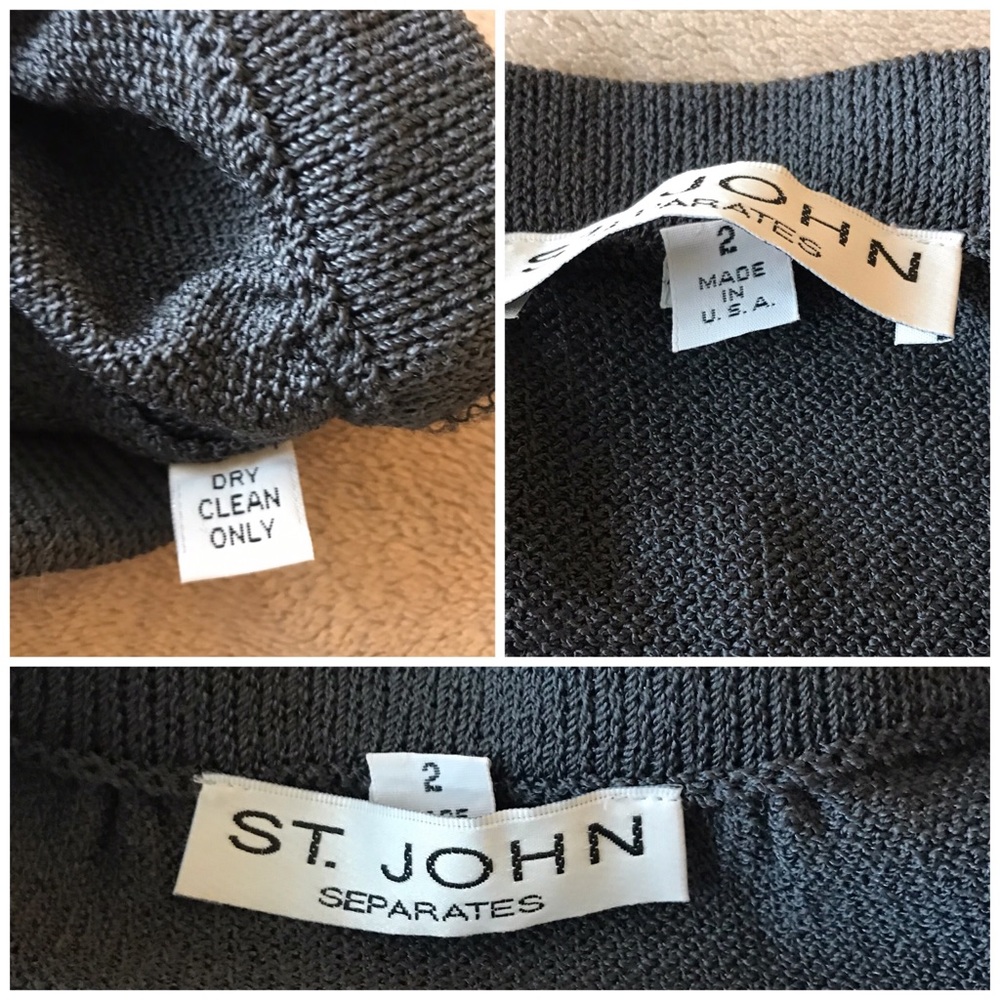 DRY
CLEAN
ONLY
ST. JOHN
SEPARATES
2
MADE
IN
U.S.A.
2
ST. JOHN
SEPARATES